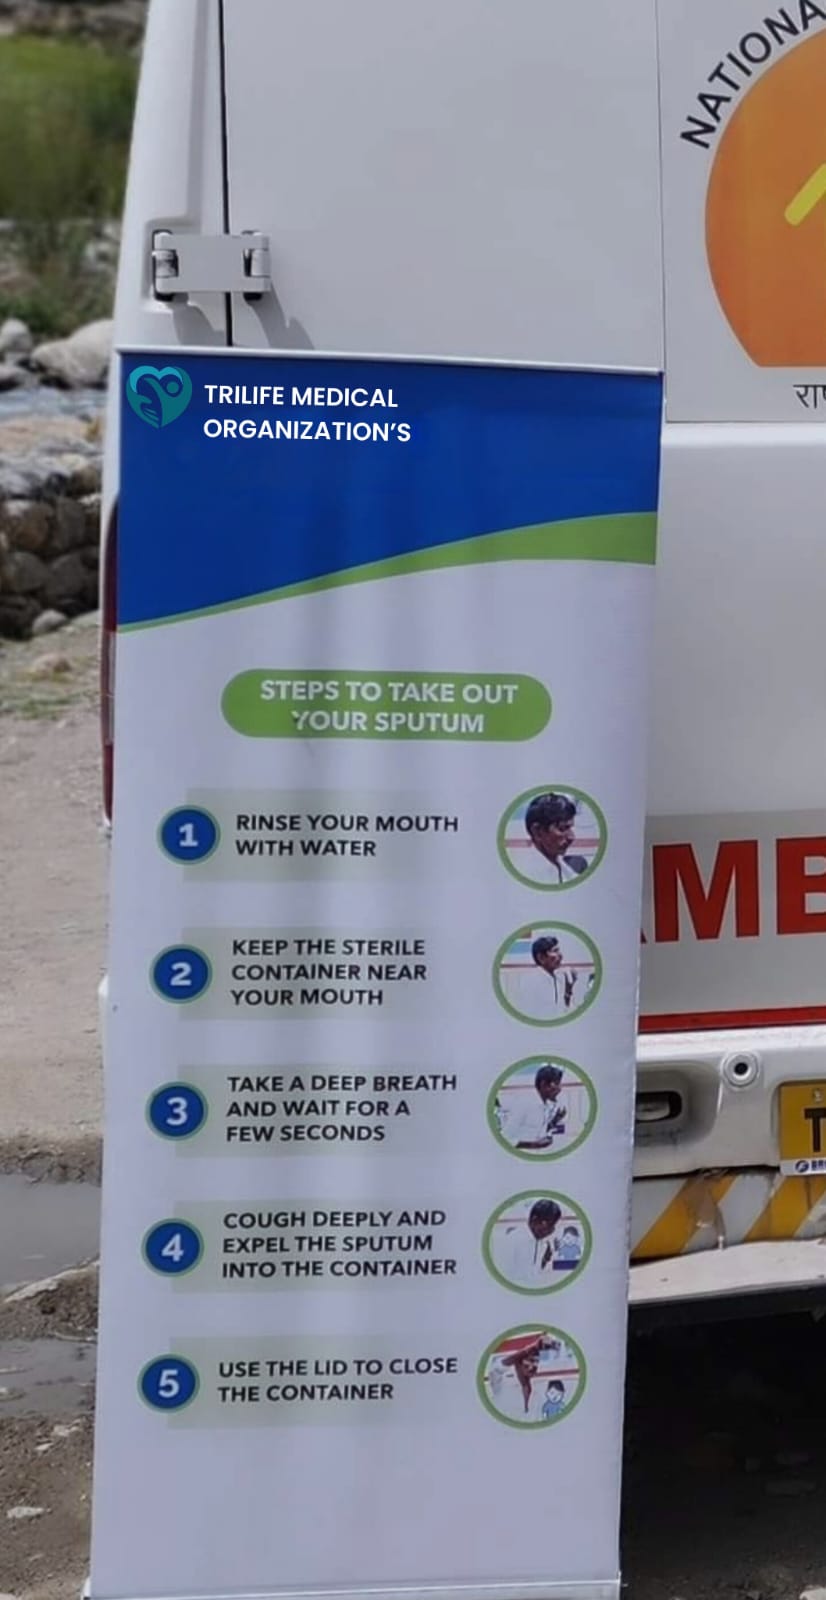 NATIONA
रा
TRILIFE MEDICAL
ORGANIZATION’S
STEPS TO TAKE OUT
YOUR SPUTUM
1
RINSE YOUR MOUTH
WITH WATER
2
KEEP THE STERILE
CONTAINER NEAR
YOUR MOUTH
3
TAKE A DEEP BREATH
AND WAIT FOR A
FEW SECONDS
4
COUGH DEEPLY AND
EXPEL THE SPUTUM
INTO THE CONTAINER
5
USE THE LID TO CLOSE
THE CONTAINER
MB
T